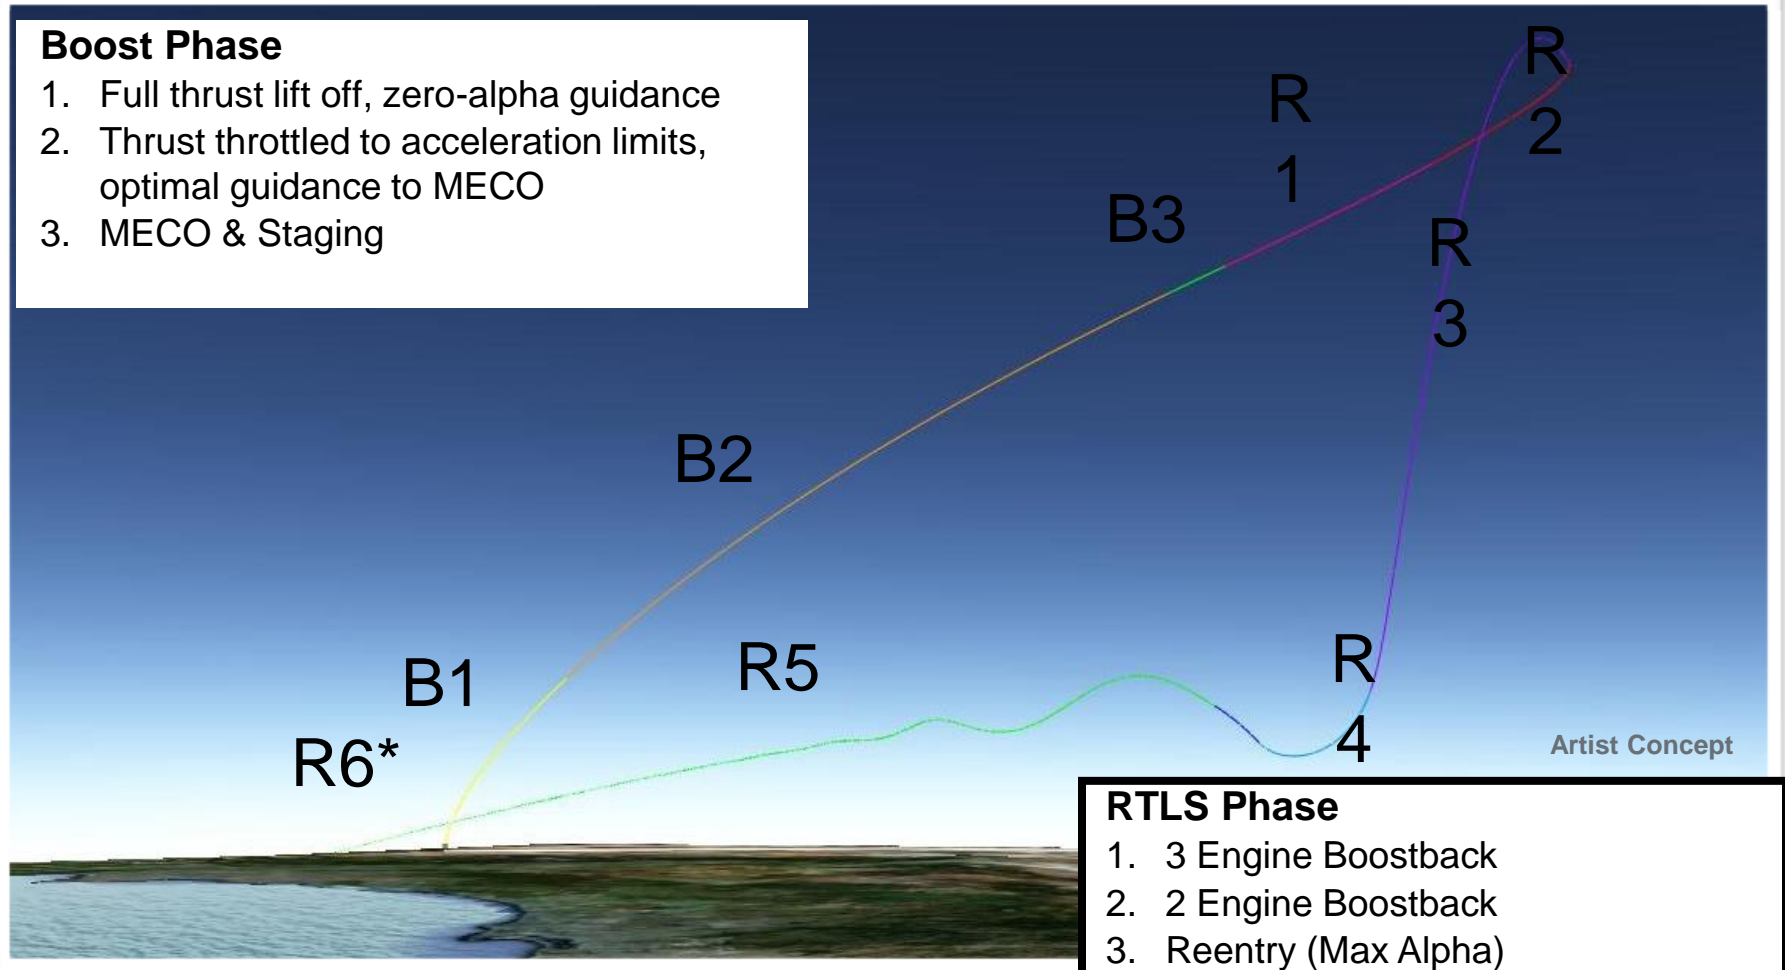 Boost Phase
1. Full thrust lift off, zero-alpha guidance
2. Thrust throttled to acceleration limits,
optimal guidance to MECO
3. MECO & Staging
R
1
R
2
B3
R
3
B2
B1
R5
R
4
R6*
Artist Concept
RTLS Phase
1. 3 Engine Boostback
2. 2 Engine Boostback
3. Reentry (Max Alpha)